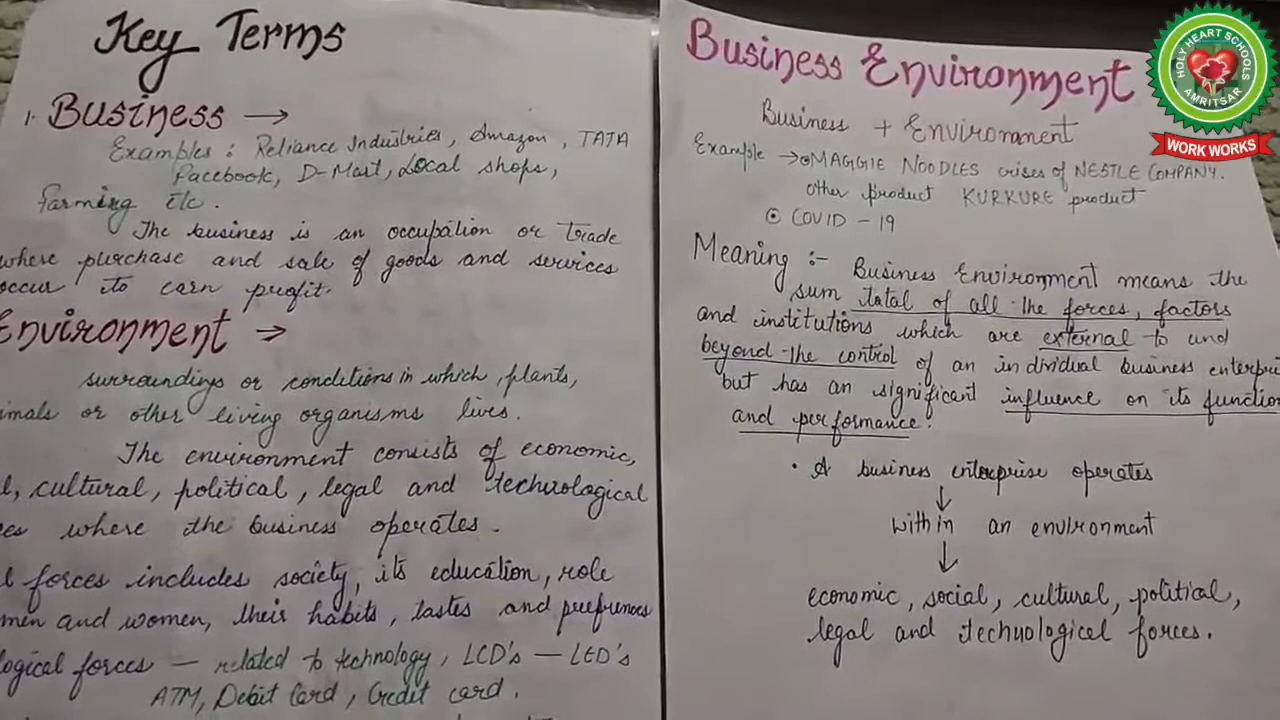 Key Terms
1. Business →
Examples : Reliance Industries, Amazon, TATA
Facebook, D-Mart, Local shops,
farming etc.
The business is an occupation or trade
where purchase and sale of goods and services
occur to earn profit.
Environment →
surroundings or conditions in which, plants,
imals or other living organisms lives.
The environment consists of economic,
l, cultural, political, legal and technological
ces where the business operates.
l forces includes society, its education, role
men and women, their habits, tastes and preferences
logical forces — related to technology, LCD's — LED's
ATM, Debit Card, Credit card.
Business Environment
Business + Environment
Example → ⊙ MAGGIE NOODLES crises of NESTLE COMPANY.
other product KURKURE product
⊙ COVID - 19
Meaning :- Business Environment means the
sum total of all the forces, factors
and institutions which are external to and
beyond the control of an individual business enterpri
but has an significant influence on its function
and performance.
• A business enterprise operates
↓
within an environment
↓
economic, social, cultural, political,
legal and technological forces.
HOLY HEART SCHOOLS
AMRITSAR
WORK WORKS